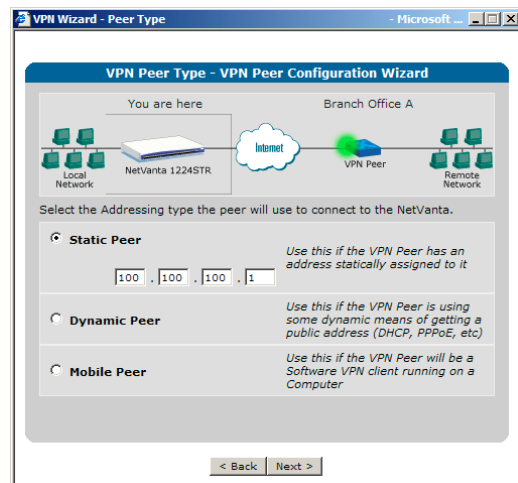 VPN Wizard - Peer Type - Microsoft ...
VPN Peer Type - VPN Peer Configuration Wizard
You are here
Branch Office A
Internet
NetVanta 1224STR
VPN Peer
Local
Network
Remote
Network
Select the Addressing type the peer will use to connect to the NetVanta.
Static Peer
100 . 100 . 100 . 1
Use this if the VPN Peer has an
address statically assigned to it
Dynamic Peer
Use this if the VPN Peer is using
some dynamic means of getting a
public address (DHCP, PPPoE, etc)
Mobile Peer
Use this if the VPN Peer will be a
Software VPN client running on a
Computer
< Back
Next >